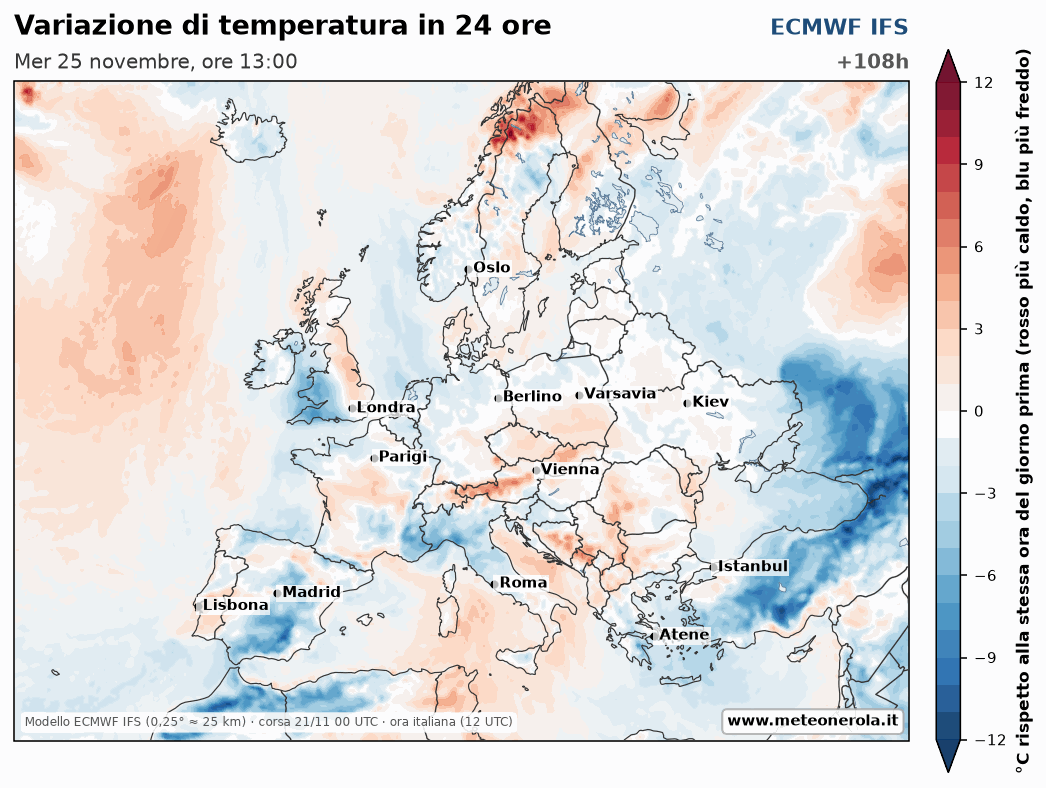 Variazione di temperatura in 24 ore
ECMWF IFS
Mer 25 novembre, ore 13:00
+108h
Oslo
Londra
Berlino
Varsavia
Kiev
Parigi
Vienna
Istanbul
Roma
Madrid
Lisbona
Atene
Modello ECMWF IFS (0,25° ≈ 25 km) · corsa 21/11 00 UTC · ora italiana (12 UTC)
www.meteonerola.it
12
9
6
3
0
−3
−6
−9
−12
°C rispetto alla stessa ora del giorno prima (rosso più caldo, blu più freddo)